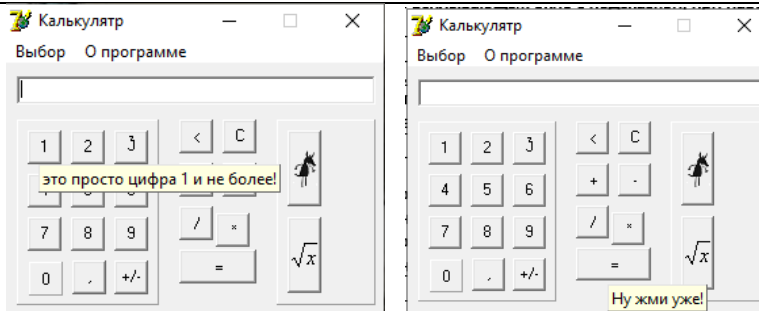 Калькулятр
Выбор О программе
1 2 3 < C
это просто цифра 1 и не более!
7 8 9 / *
0 , +/- = √x
Калькулятр
Выбор О программе
1 2 3 < C
4 5 6 + -
7 8 9 / *
0 , +/- = √x
Ну жми уже!